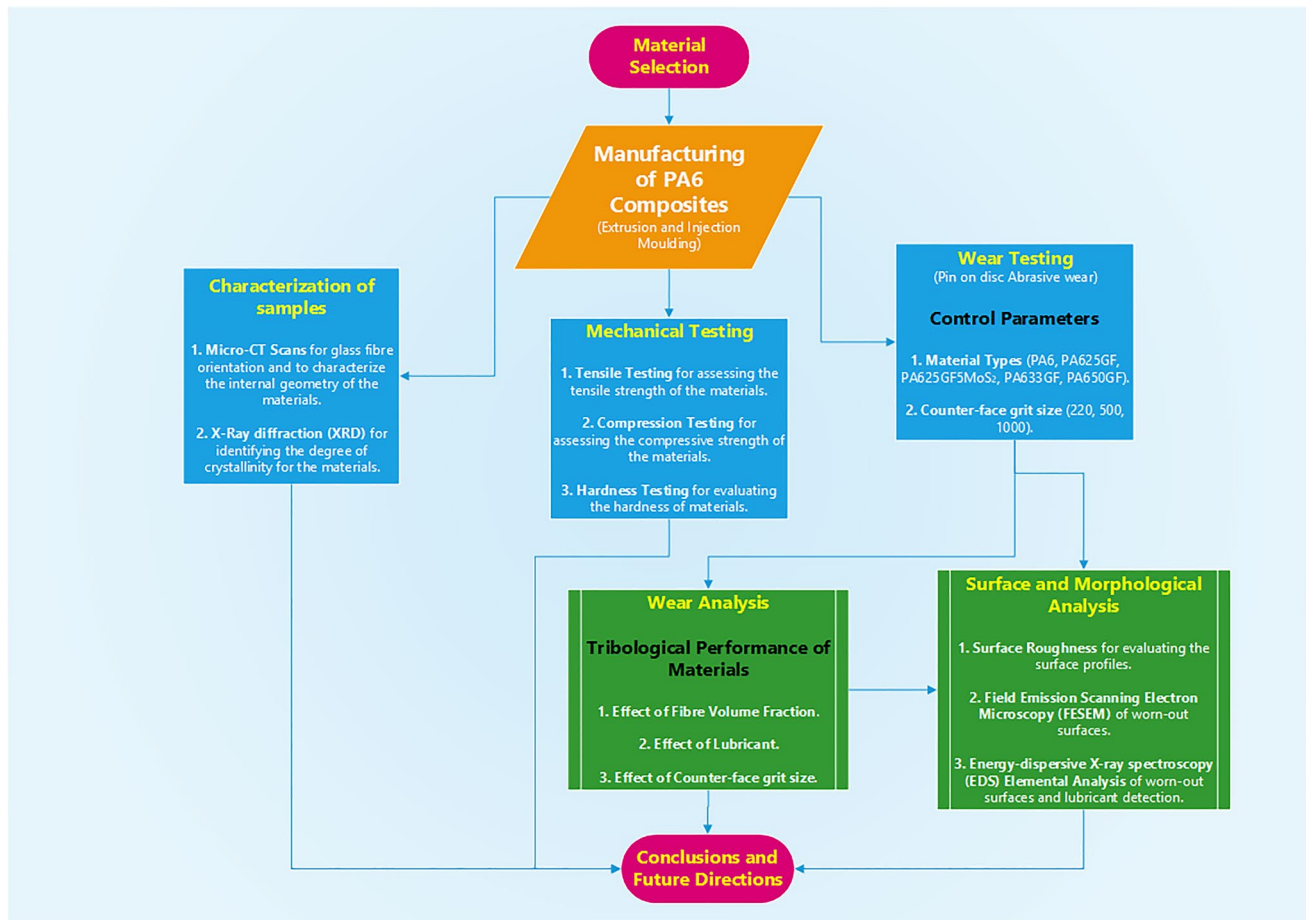 Material
Selection
Manufacturing
of PA6
Composites
(Extrusion and Injection
Moulding)
Characterization of
samples
1. Micro-CT Scans for glass fibre
orientation and to characterize
the internal geometry of the
materials.
2. X-Ray diffraction (XRD) for
identifying the degree of
crystallinity for the materials.
Mechanical Testing
1. Tensile Testing for assessing the
tensile strength of the materials.
2. Compression Testing for
assessing the compressive strength of
the materials.
3. Hardness Testing for evaluating
the hardness of materials.
Wear Testing
(Pin on disc Abrasive wear)
Control Parameters
1. Material Types (PA6, PA625GF,
PA625GF5MoS₂, PA633GF, PA650GF).
2. Counter-face grit size (220, 500,
1000).
Wear Analysis
Tribological Performance of
Materials
1. Effect of Fibre Volume Fraction.
2. Effect of Lubricant.
3. Effect of Counter-face grit size.
Surface and Morphological
Analysis
1. Surface Roughness for evaluating the
surface profiles.
2. Field Emission Scanning Electron
Microscopy (FESEM) of worn-out
surfaces.
3. Energy-dispersive X-ray spectroscopy
(EDS) Elemental Analysis of worn-out
surfaces and lubricant detection.
Conclusions and
Future Directions